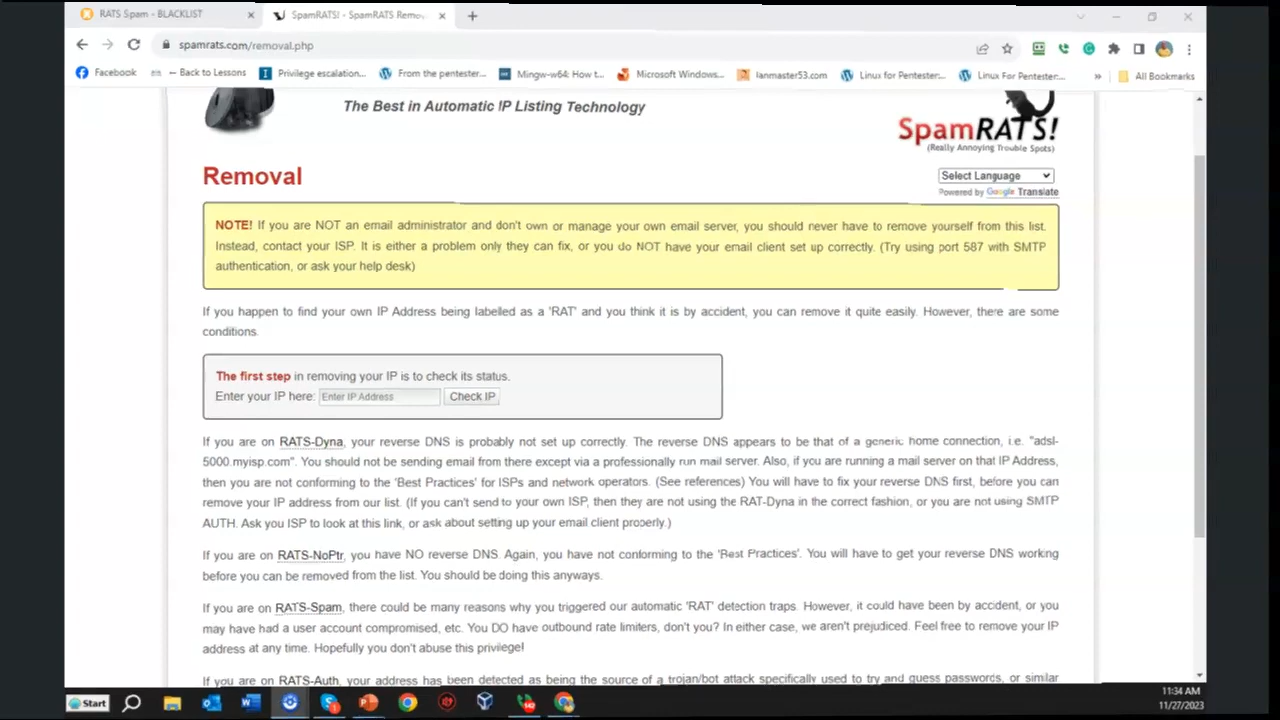 RATS Spam - BLACKLIST
SpamRATS! - SpamRATS Remo
spamrats.com/removal.php
Facebook
← Back to Lessons
Privilege escalation...
From the pentester...
Mingw-w64: How t...
Microsoft Windows...
lanmaster53.com
Linux for Pentester:...
Linux For Pentester:...
»
All Bookmarks
The Best in Automatic IP Listing Technology
SpamRATS!
(Really Annoying Trouble Spots)
Removal
Select Language
Powered by Google Translate
NOTE! If you are NOT an email administrator and don't own or manage your own email server, you should never have to remove yourself from this list.
Instead, contact your ISP. It is either a problem only they can fix, or you do NOT have your email client set up correctly. (Try using port 587 with SMTP
authentication, or ask your help desk)
If you happen to find your own IP Address being labelled as a 'RAT' and you think it is by accident, you can remove it quite easily. However, there are some
conditions.
The first step in removing your IP is to check its status.
Enter your IP here: Enter IP Address Check IP
If you are on RATS-Dyna, your reverse DNS is probably not set up correctly. The reverse DNS appears to be that of a generic home connection, i.e. "adsl-
5000.myisp.com". You should not be sending email from there except via a professionally run mail server. Also, if you are running a mail server on that IP Address,
then you are not conforming to the 'Best Practices' for ISPs and network operators. (See references) You will have to fix your reverse DNS first, before you can
remove your IP address from our list. (If you can't send to your own ISP, then they are not using the RAT-Dyna in the correct fashion, or you are not using SMTP
AUTH. Ask you ISP to look at this link, or ask about setting up your email client properly.)
If you are on RATS-NoPtr, you have NO reverse DNS. Again, you have not conforming to the 'Best Practices'. You will have to get your reverse DNS working
before you can be removed from the list. You should be doing this anyways.
If you are on RATS-Spam, there could be many reasons why you triggered our automatic 'RAT' detection traps. However, it could have been by accident, or you
may have had a user account compromised, etc. You DO have outbound rate limiters, don't you? In either case, we aren't prejudiced. Feel free to remove your IP
address at any time. Hopefully you don't abuse this privilege!
If you are on RATS-Auth, your address has been detected as being the source of a trojan/bot attack specifically used to try and guess passwords, or similar
Start
11:34 AM
11/27/2023